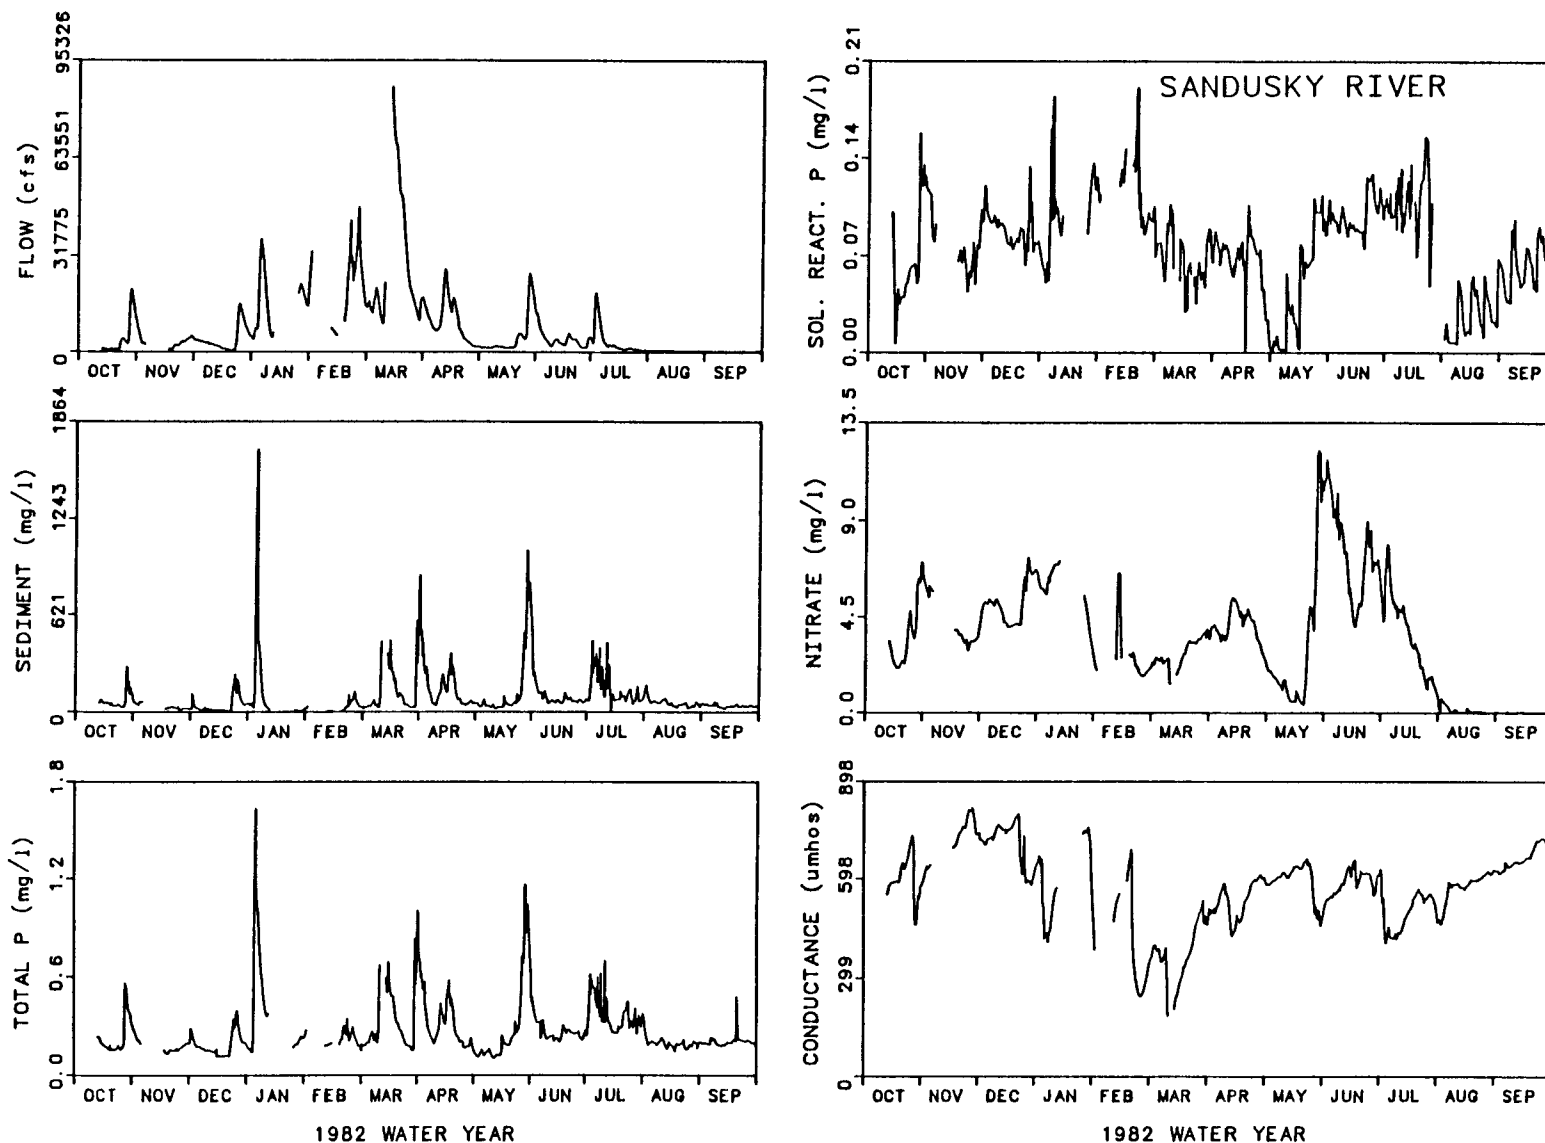 FLOW (cfs)
95326
63551
31775
0
OCT NOV DEC JAN FEB MAR APR MAY JUN JUL AUG SEP
SANDUSKY RIVER
SOL. REACT. P (mg/l)
0.21
0.14
0.07
0.00
OCT NOV DEC JAN FEB MAR APR MAY JUN JUL AUG SEP
SEDIMENT (mg/l)
1864
1243
621
0
OCT NOV DEC JAN FEB MAR APR MAY JUN JUL AUG SEP
NITRATE (mg/l)
13.5
9.0
4.5
0.0
OCT NOV DEC JAN FEB MAR APR MAY JUN JUL AUG SEP
TOTAL P (mg/l)
1.8
1.2
0.6
0.0
OCT NOV DEC JAN FEB MAR APR MAY JUN JUL AUG SEP
1982 WATER YEAR
CONDUCTANCE (umhos)
898
598
299
0
OCT NOV DEC JAN FEB MAR APR MAY JUN JUL AUG SEP
1982 WATER YEAR